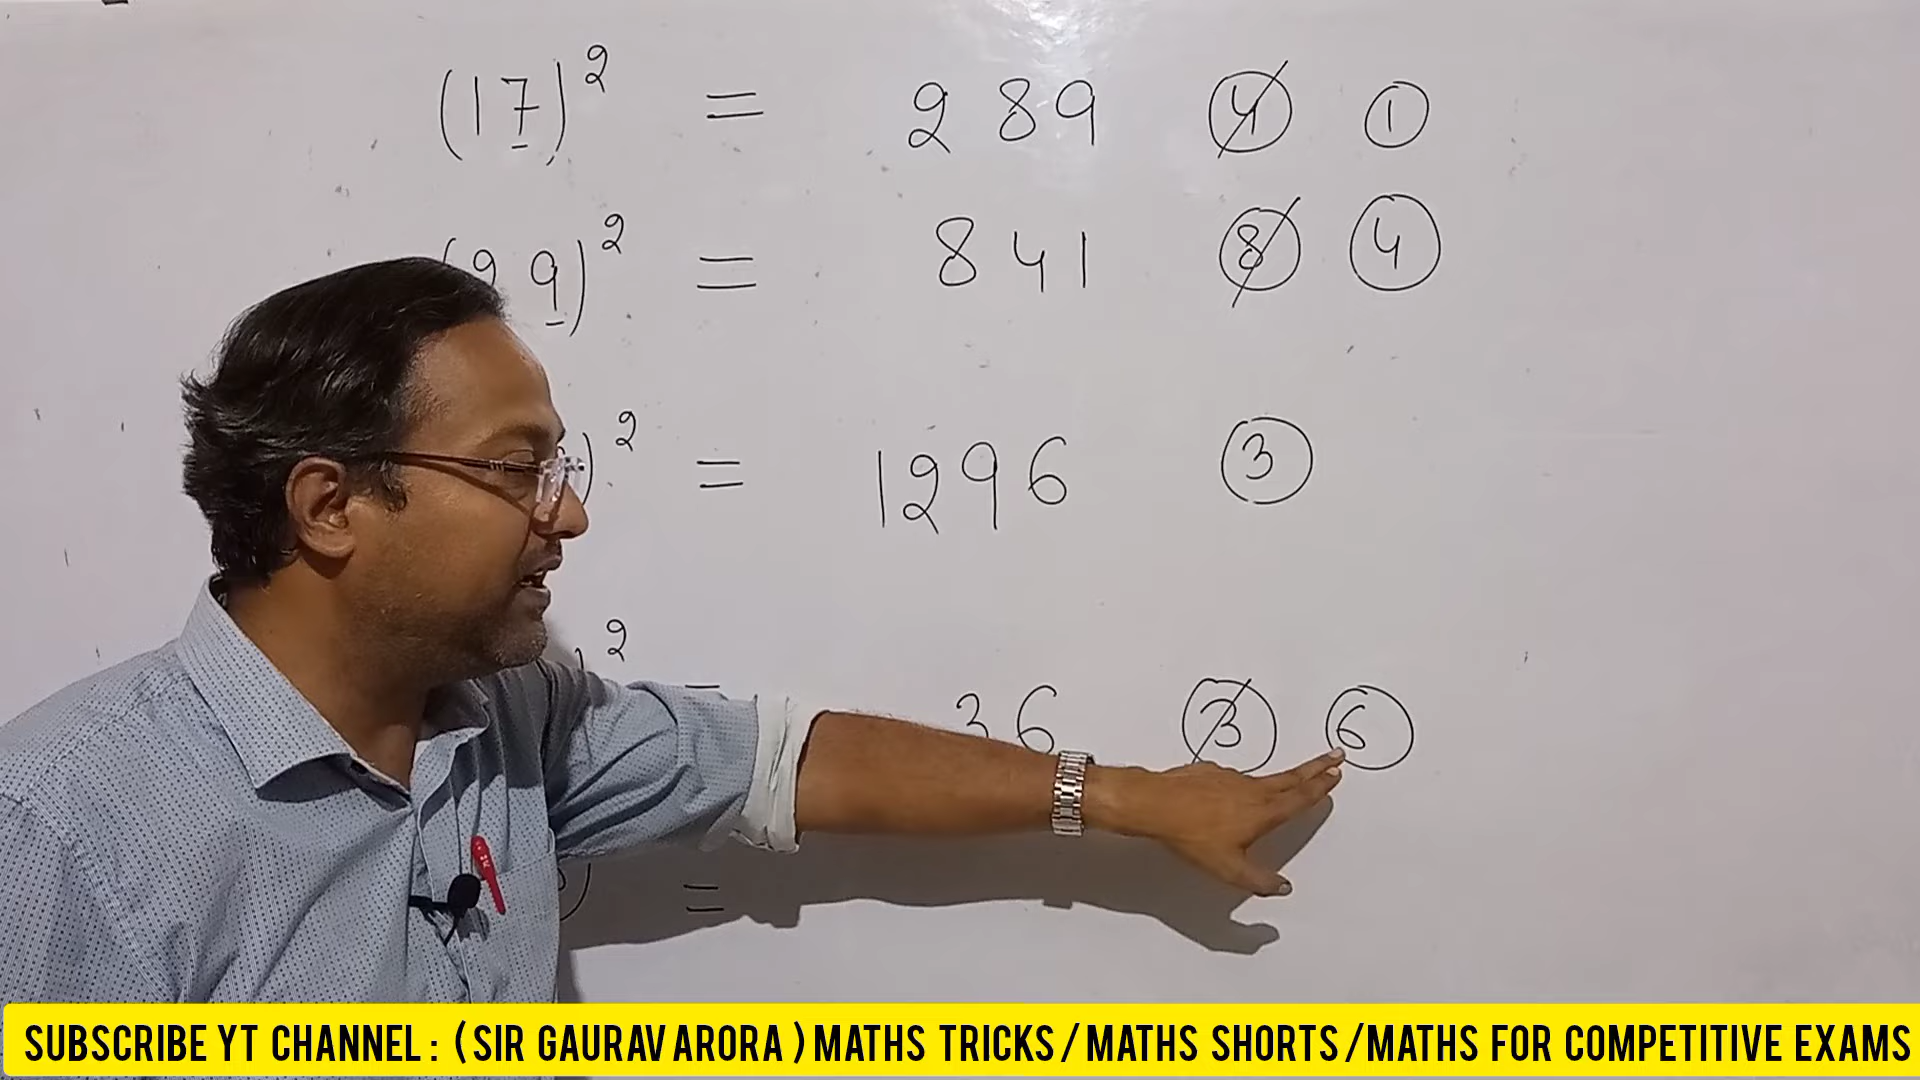 (17)² = 289 4 1
(29)² = 841 8 4
)² = 1296 3
)² = 36 3 6
) =
SUBSCRIBE YT CHANNEL : ( SIR GAURAV ARORA ) MATHS TRICKS / MATHS SHORTS / MATHS FOR COMPETITIVE EXAMS